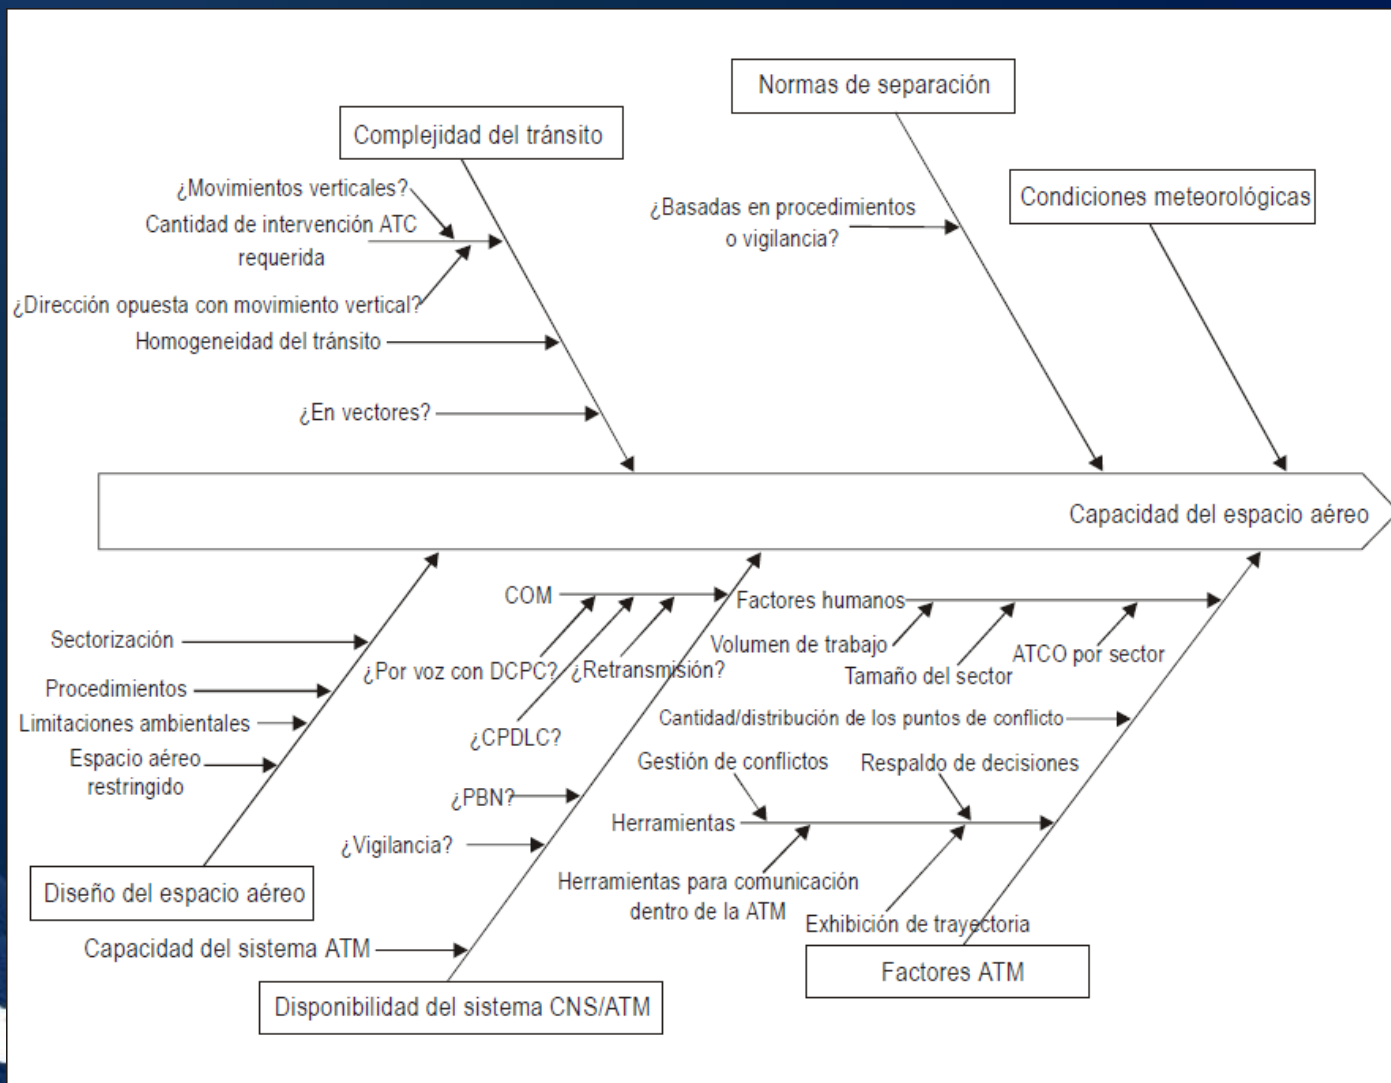 Normas de separación
Complejidad del tránsito
¿Movimientos verticales?
Condiciones meteorológicas
¿Basadas en procedimientos
o vigilancia?
Cantidad de intervención ATC
requerida
¿Dirección opuesta con movimiento vertical?
Homogeneidad del tránsito
¿En vectores?
Capacidad del espacio aéreo
COM
Factores humanos
Sectorización
Volumen de trabajo
ATCO por sector
¿Por voz con DCPC?
¿Retransmisión?
Tamaño del sector
Procedimientos
Limitaciones ambientales
Cantidad/distribución de los puntos de conflicto
¿CPDLC?
Espacio aéreo
restringido
Gestión de conflictos
Respaldo de decisiones
¿PBN?
Herramientas
¿Vigilancia?
Diseño del espacio aéreo
Herramientas para comunicación
dentro de la ATM
Exhibición de trayectoria
Capacidad del sistema ATM
Factores ATM
Disponibilidad del sistema CNS/ATM